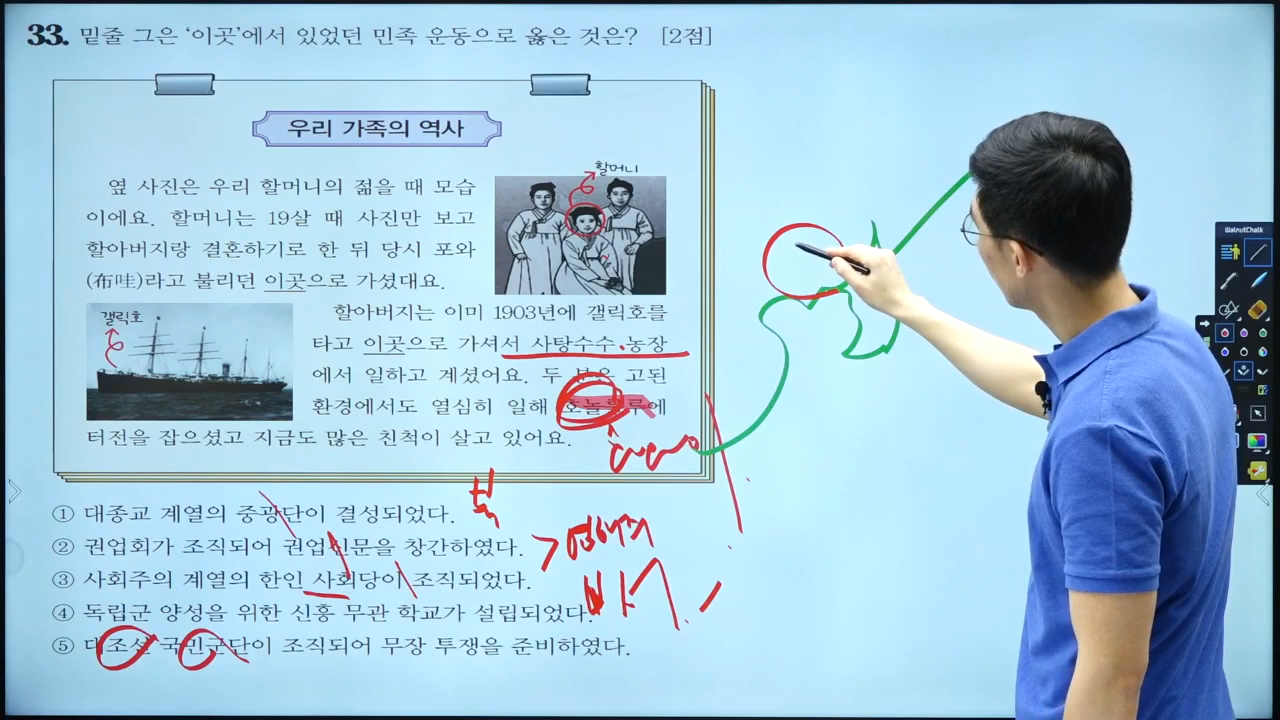 33. 밑줄 그은 '이곳'에서 있었던 민족 운동으로 옳은 것은? [2점]
우리 가족의 역사
할머니
옆 사진은 우리 할머니의 젊을 때 모습
이에요. 할머니는 19살 때 사진만 보고
할아버지랑 결혼하기로 한 뒤 당시 포와
(布哇)라고 불리던 이곳으로 가셨대요.
갤릭호
할아버지는 이미 1903년에 갤릭호를
타고 이곳으로 가셔서 사탕수수 농장
에서 일하고 계셨어요. 두 분은 고된
환경에서도 열심히 일해 호놀룰루에
터전을 잡으셨고 지금도 많은 친척이 살고 있어요.
① 대종교 계열의 중광단이 결성되었다.
② 권업회가 조직되어 권업신문을 창간하였다.
③ 사회주의 계열의 한인 사회당이 조직되었다.
④ 독립군 양성을 위한 신흥 무관 학교가 설립되었다.
⑤ 대조선 국민군단이 조직되어 무장 투쟁을 준비하였다.
WalnutChalk